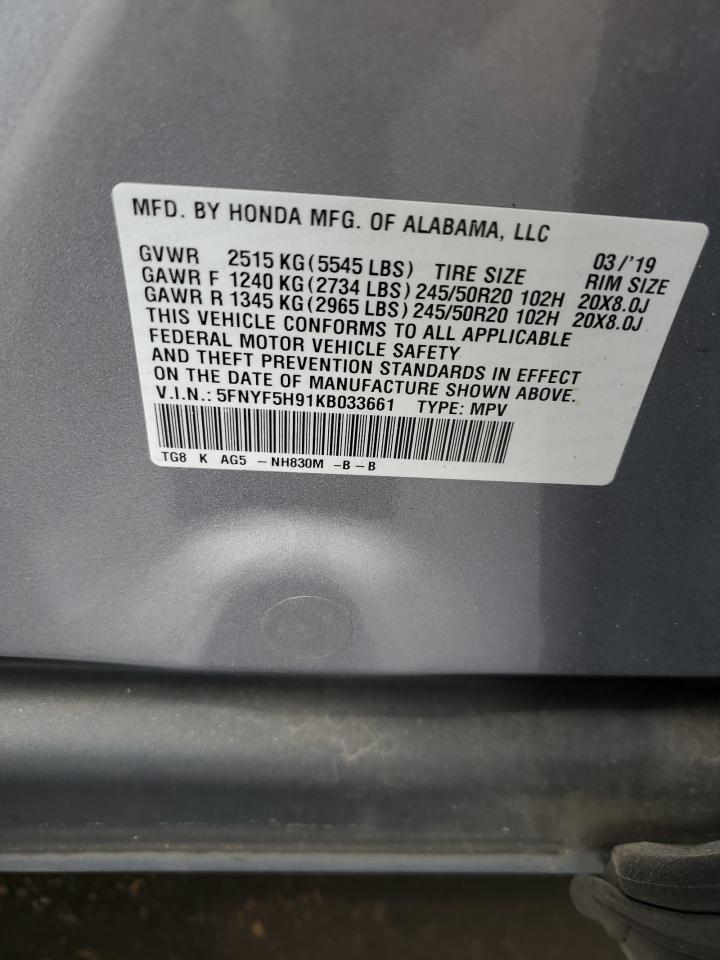 MFD. BY HONDA MFG. OF ALABAMA, LLC
GVWR 2515 KG (5545 LBS) TIRE SIZE 03/'19 RIM SIZE
GAWR F 1240 KG (2734 LBS) 245/50R20 102H 20X8.0J
GAWR R 1345 KG (2965 LBS) 245/50R20 102H 20X8.0J
THIS VEHICLE CONFORMS TO ALL APPLICABLE
FEDERAL MOTOR VEHICLE SAFETY
AND THEFT PREVENTION STANDARDS IN EFFECT
ON THE DATE OF MANUFACTURE SHOWN ABOVE.
V.I.N.: 5FNYF5H91KB033661 TYPE: MPV
TG8 K AG5 -NH830M -B-B